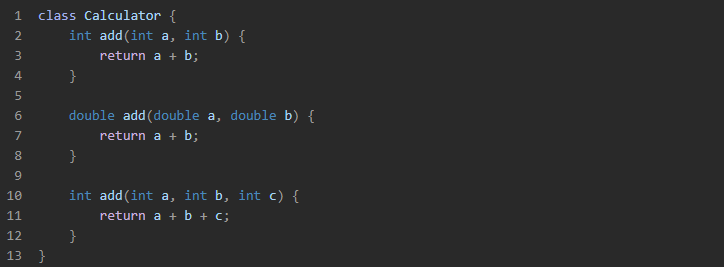 1 class Calculator {
2     int add(int a, int b) {
3         return a + b;
4     }
5
6     double add(double a, double b) {
7         return a + b;
8     }
9
10     int add(int a, int b, int c) {
11         return a + b + c;
12     }
13 }